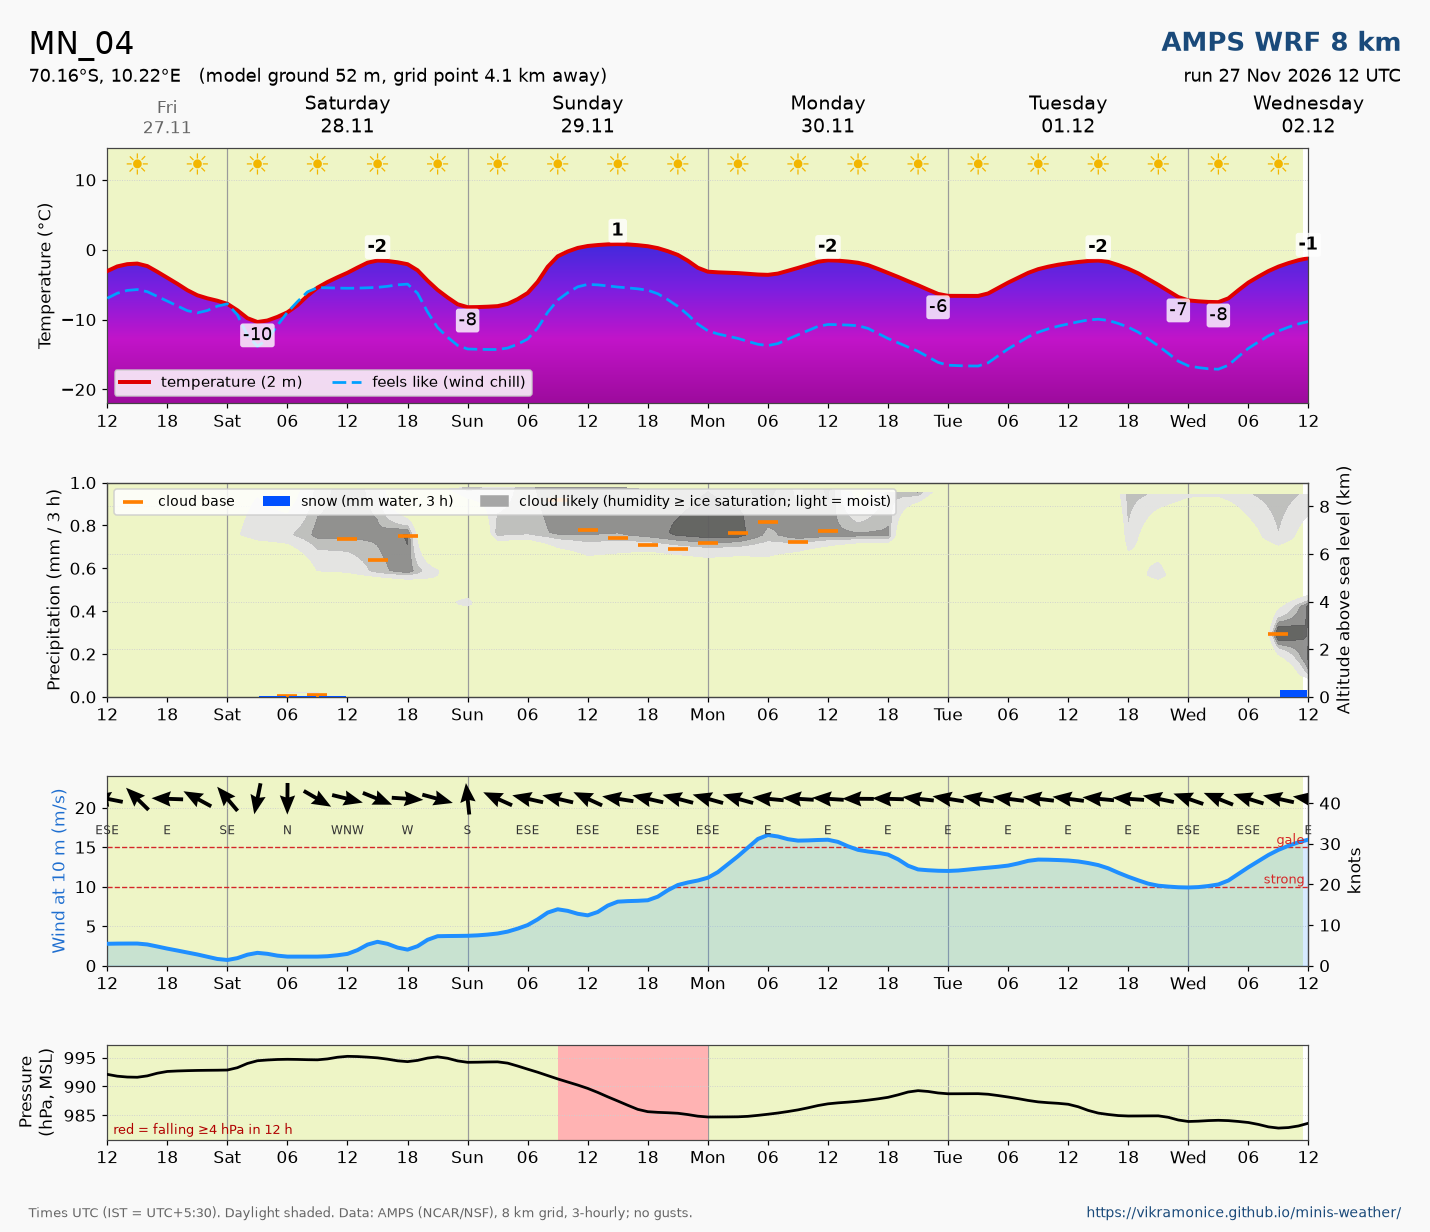 MN_04
AMPS WRF 8 km
70.16°S, 10.22°E (model ground 52 m, grid point 4.1 km away)
run 27 Nov 2026 12 UTC
Fri Saturday Sunday Monday Tuesday Wednesday
27.11 28.11 29.11 30.11 01.12 02.12
Temperature (°C)
10
0
−10
−20
-10 -2 -8 1 -2 -6 -2 -7 -8 -1
temperature (2 m) feels like (wind chill)
12 18 Sat 06 12 18 Sun 06 12 18 Mon 06 12 18 Tue 06 12 18 Wed 06 12
Precipitation (mm / 3 h)
1.0
0.8
0.6
0.4
0.2
0.0
cloud base snow (mm water, 3 h) cloud likely (humidity ≥ ice saturation; light = moist)
8
6
4
2
0
Altitude above sea level (km)
12 18 Sat 06 12 18 Sun 06 12 18 Mon 06 12 18 Tue 06 12 18 Wed 06 12
Wind at 10 m (m/s)
20
15
10
5
0
ESE E SE N WNW W S ESE ESE ESE ESE E E E E E E E ESE ESE E
gale
strong
40
30
20
10
0
knots
12 18 Sat 06 12 18 Sun 06 12 18 Mon 06 12 18 Tue 06 12 18 Wed 06 12
Pressure
(hPa, MSL)
995
990
985
red = falling ≥4 hPa in 12 h
12 18 Sat 06 12 18 Sun 06 12 18 Mon 06 12 18 Tue 06 12 18 Wed 06 12
Times UTC (IST = UTC+5:30). Daylight shaded. Data: AMPS (NCAR/NSF), 8 km grid, 3-hourly; no gusts.
https://vikramonice.github.io/minis-weather/